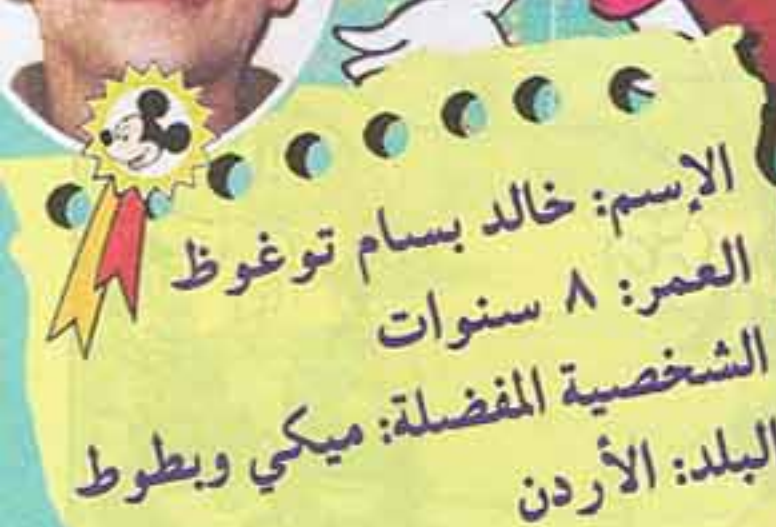 الإسم: خالد بسام توغوظ
العمر: ٨ سنوات
الشخصية المفضلة: ميكي وبطوط
البلد: الأردن